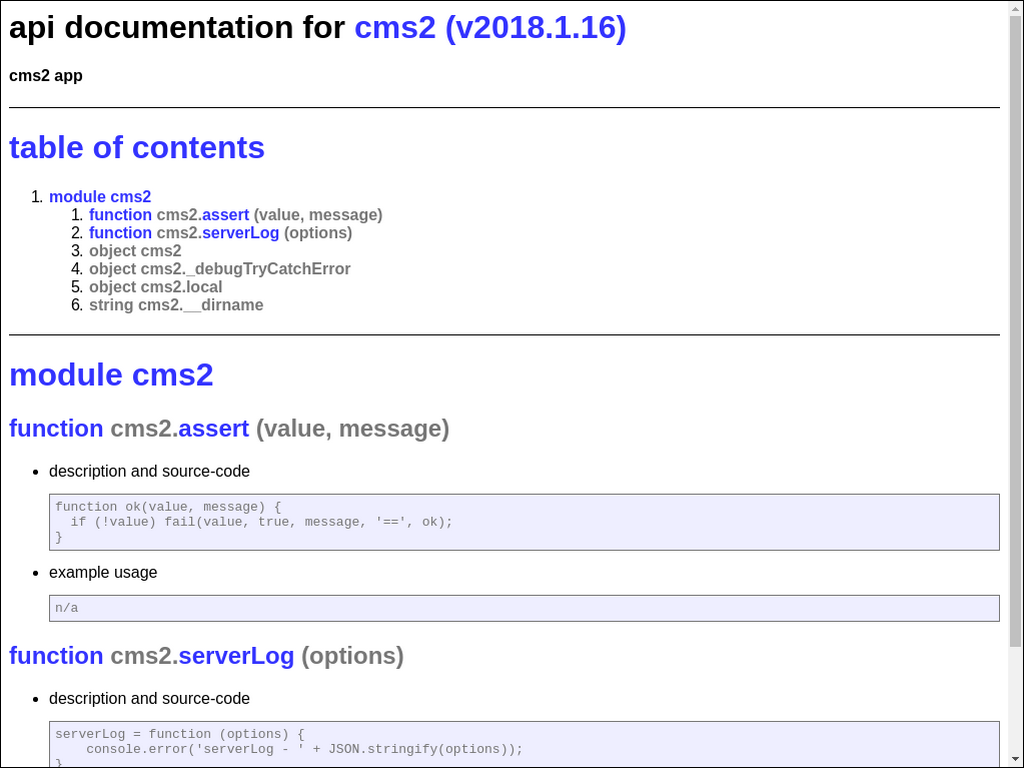 api documentation for cms2 (v2018.1.16)
cms2 app
table of contents
1. module cms2
1. function cms2.assert (value, message)
2. function cms2.serverLog (options)
3. object cms2
4. object cms2._debugTryCatchError
5. object cms2.local
6. string cms2.__dirname
module cms2
function cms2.assert (value, message)
• description and source-code
function ok(value, message) {
  if (!value) fail(value, true, message, '==', ok);
}
• example usage
n/a
function cms2.serverLog (options)
• description and source-code
serverLog = function (options) {
    console.error('serverLog - ' + JSON.stringify(options));
}